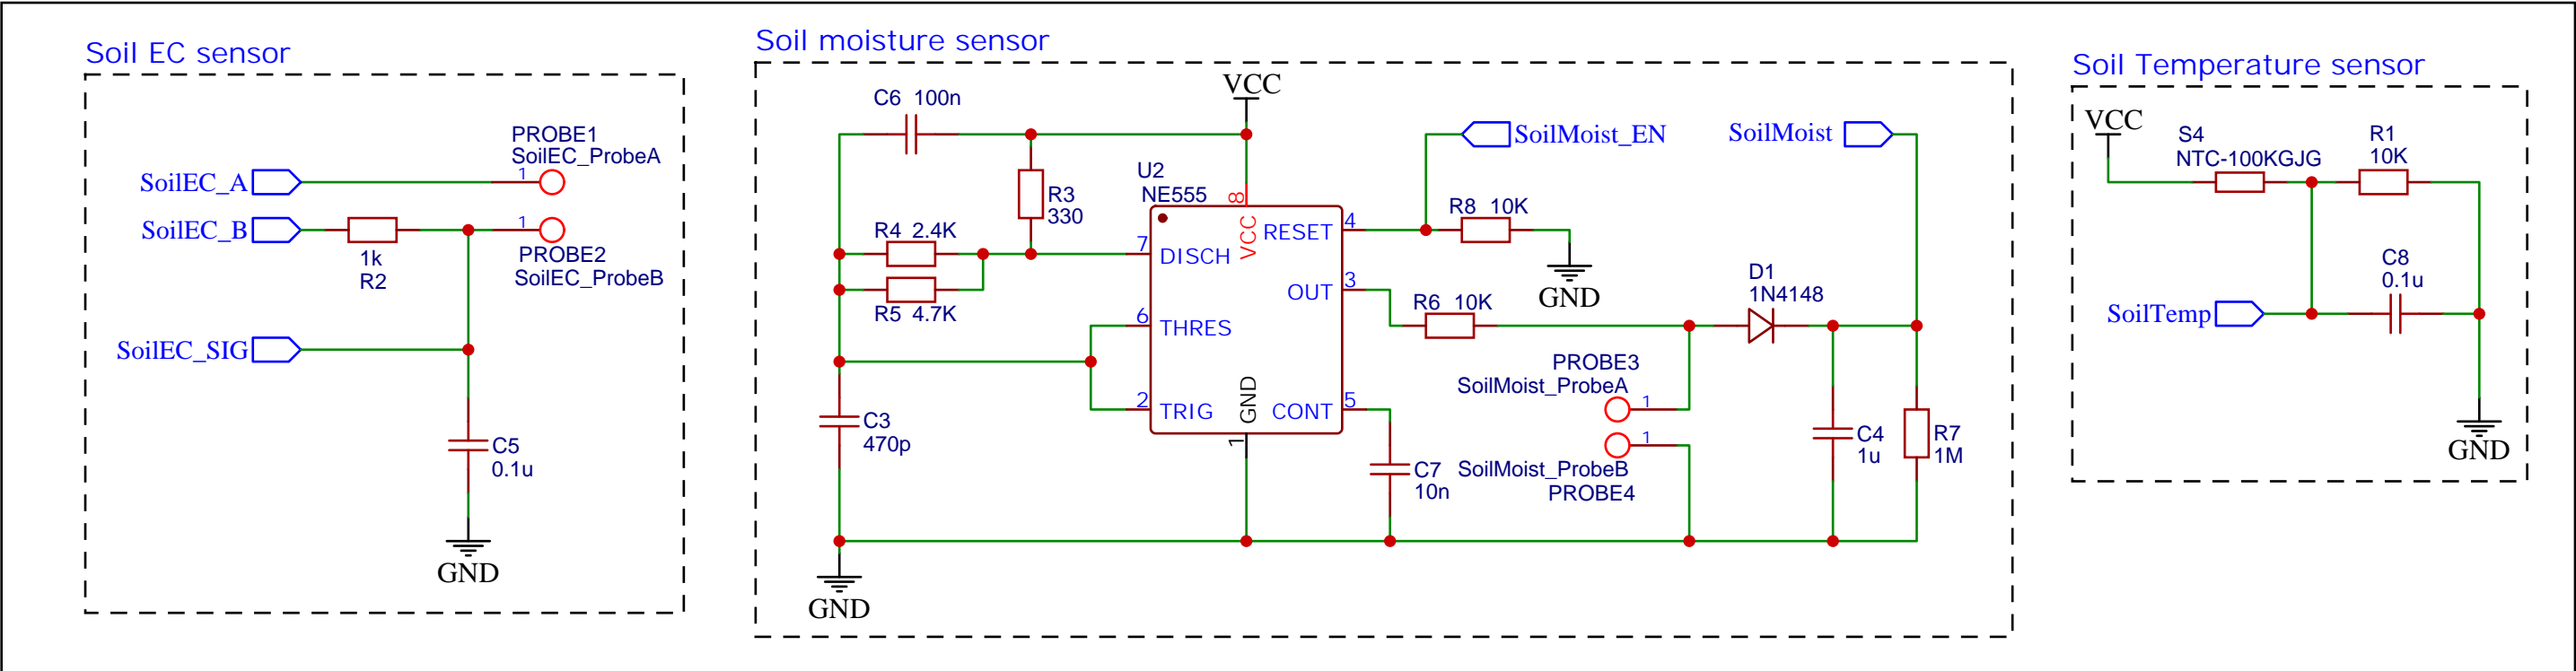 Soil EC sensor
PROBE1
SoilEC_ProbeA
SoilEC_A
1
SoilEC_B
1
1k
R2
PROBE2
SoilEC_ProbeB
SoilEC_SIG
C5
0.1u
GND
Soil moisture sensor
C6 100n
VCC
SoilMoist_EN
SoilMoist
U2
NE555
R3
330
R4 2.4K
R5 4.7K
8
VCC
7
DISCH
6
THRES
2
TRIG
GND
1
4
RESET
3
OUT
5
CONT
R8 10K
GND
R6 10K
D1
1N4148
PROBE3
SoilMoist_ProbeA
1
1
SoilMoist_ProbeB
PROBE4
C3
470p
C7
10n
C4
1u
R7
1M
GND
Soil Temperature sensor
VCC
S4
NTC-100KGJG
R1
10K
C8
0.1u
SoilTemp
GND